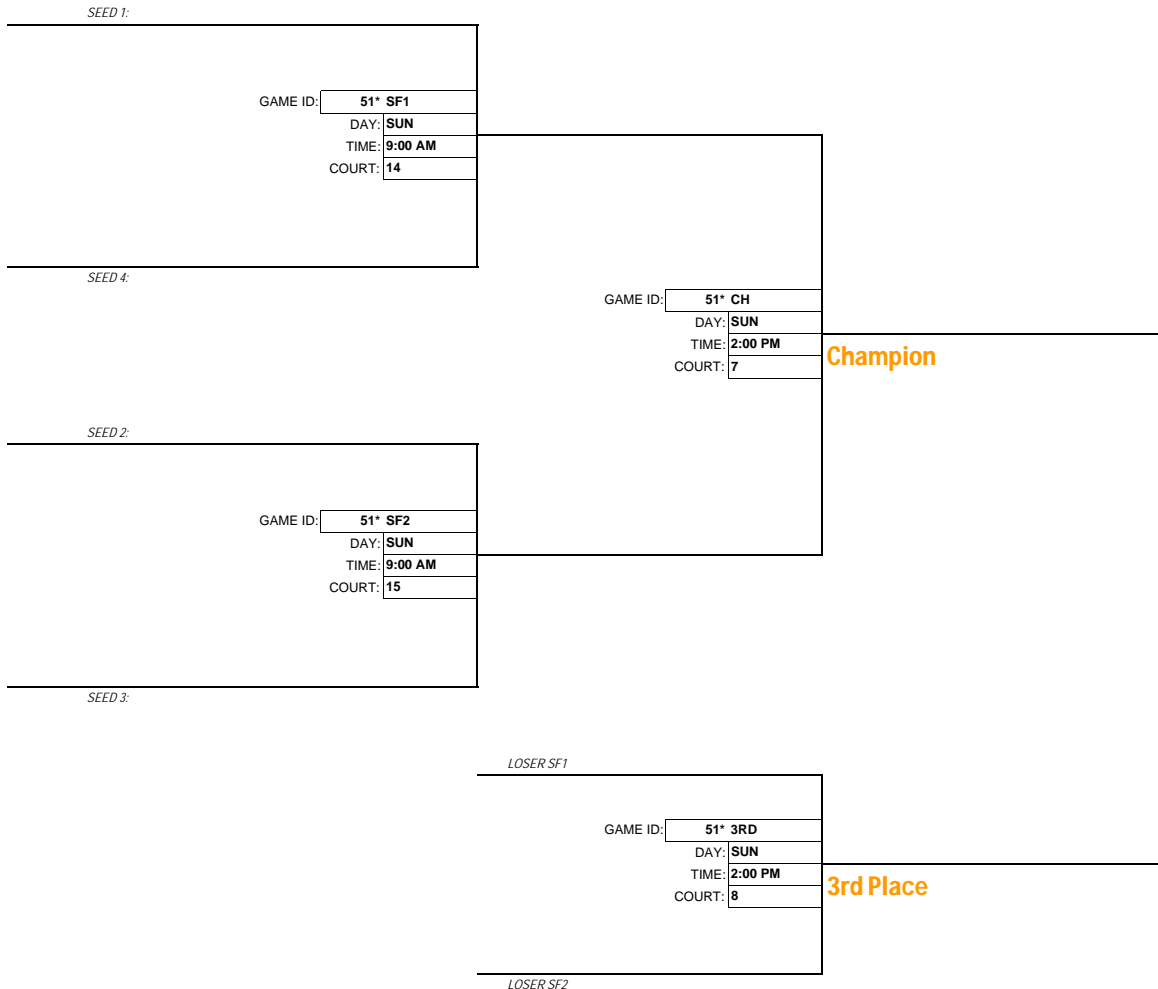 SEED 1:
GAME ID: 51* SF1
DAY: SUN
TIME: 9:00 AM
COURT: 14
SEED 4:
GAME ID: 51* CH
DAY: SUN
TIME: 2:00 PM
COURT: 7
Champion
SEED 2:
GAME ID: 51* SF2
DAY: SUN
TIME: 9:00 AM
COURT: 15
SEED 3:
LOSER SF1
GAME ID: 51* 3RD
DAY: SUN
TIME: 2:00 PM
COURT: 8
3rd Place
LOSER SF2